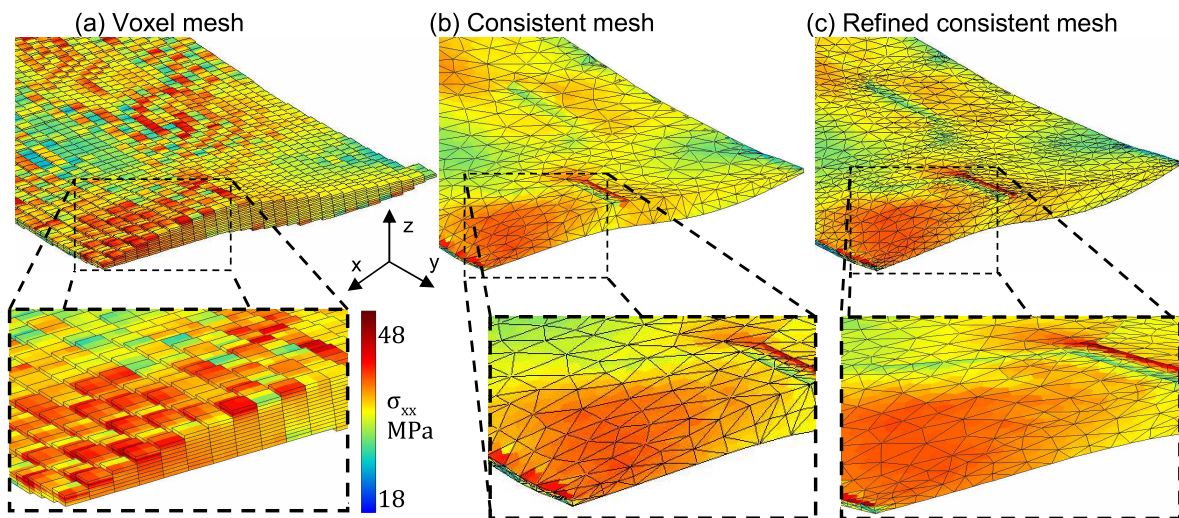 (a) Voxel mesh
(b) Consistent mesh
(c) Refined consistent mesh
z
x
y
48
σxx
MPa
18